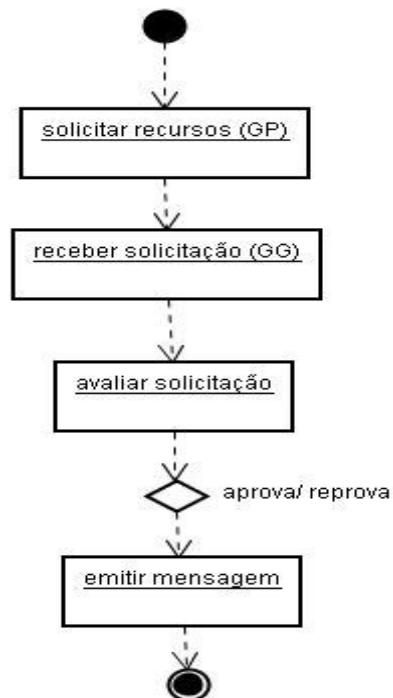 solicitar recursos (GP)
receber solicitação (GG)
avaliar solicitação
aprova/ reprova
emitir mensagem